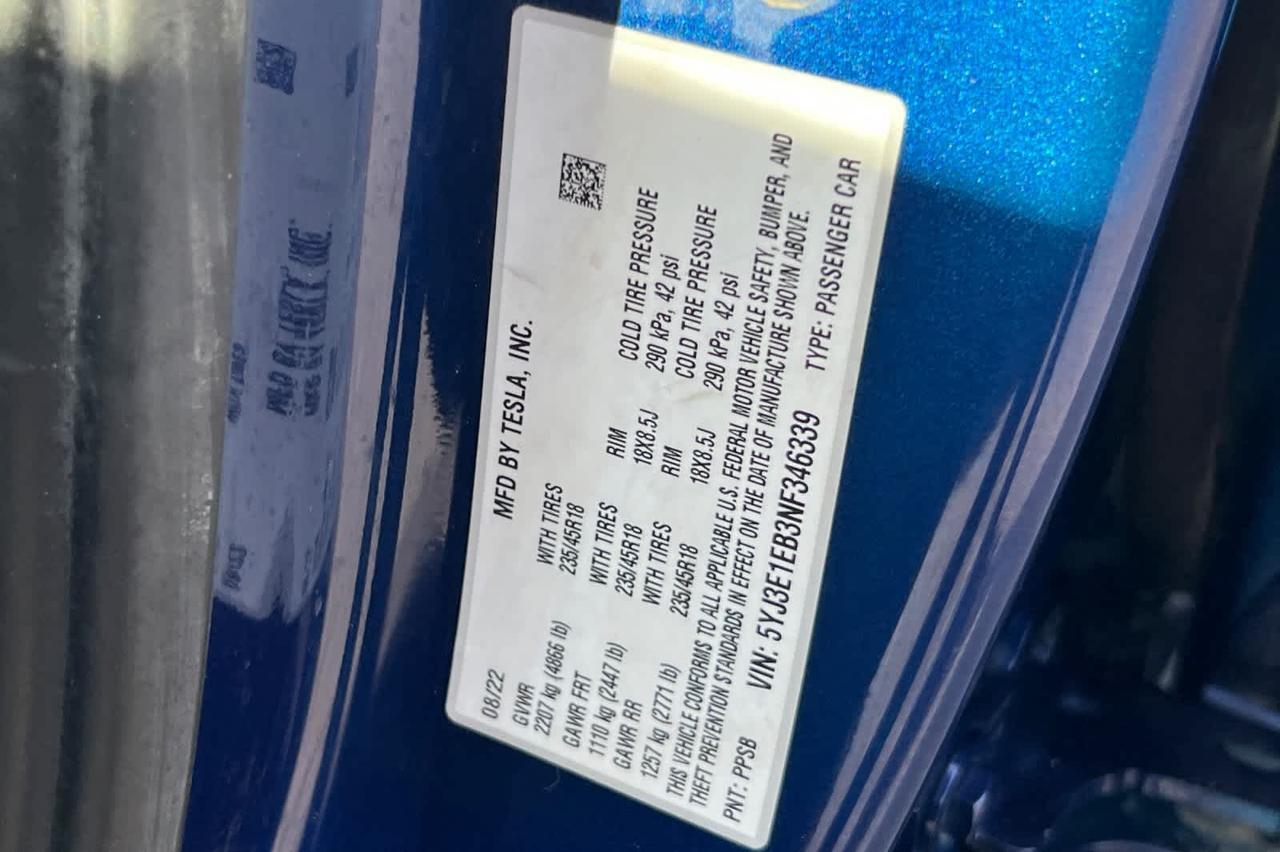 08/22 MFD BY TESLA, INC.
GVWR WITH TIRES
2207 kg (4866 lb) 235/45R18
GAWR FRT WITH TIRES RIM COLD TIRE PRESSURE
1110 kg (2447 lb) 235/45R18 18X8.5J 290 kPa, 42 psi
GAWR RR WITH TIRES RIM COLD TIRE PRESSURE
1257 kg (2771 lb) 235/45R18 18X8.5J 290 kPa, 42 psi
THIS VEHICLE CONFORMS TO ALL APPLICABLE U.S. FEDERAL MOTOR VEHICLE SAFETY, BUMPER, AND
THEFT PREVENTION STANDARDS IN EFFECT ON THE DATE OF MANUFACTURE SHOWN ABOVE.
PNT: PPSB VIN: 5YJ3E1EB3NF346339 TYPE: PASSENGER CAR